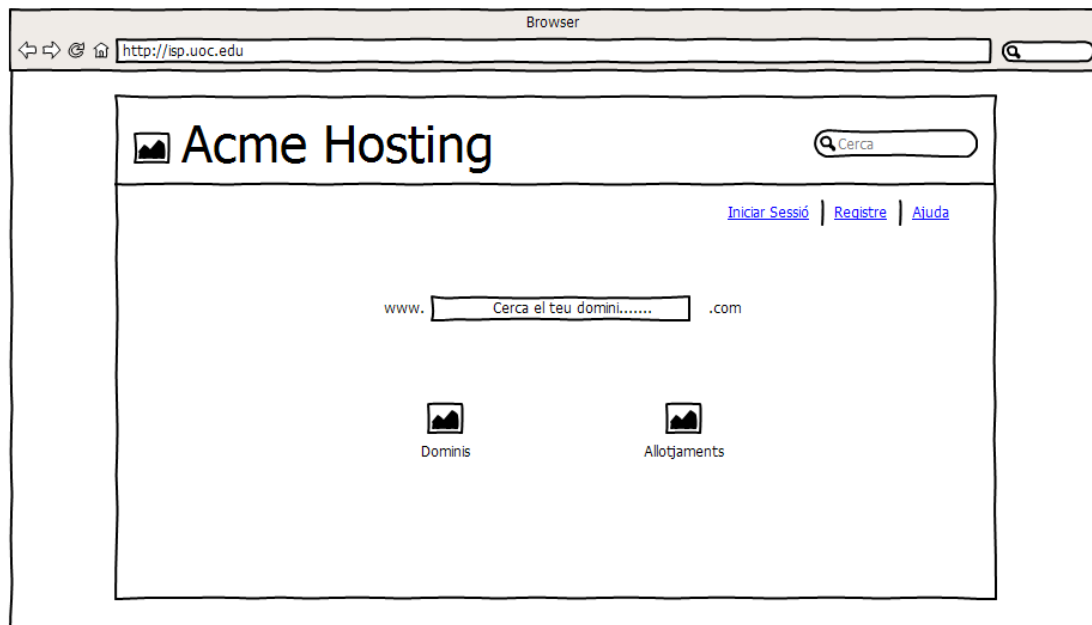 Browser
http://isp.uoc.edu
Acme Hosting
Cerca
Iniciar Sessió Registre Ajuda
www. Cerca el teu domini....... .com
Dominis Allotjaments